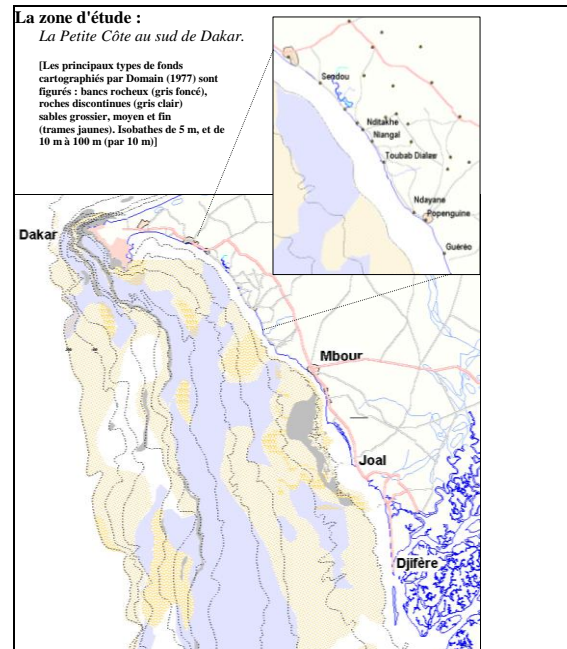 La zone d'étude :
La Petite Côte au sud de Dakar.
[Les principaux types de fonds
cartographiés par Domain (1977) sont
figurés : bancs rocheux (gris foncé),
roches discontinues (gris clair)
sables grossier, moyen et fin
(trames jaunes). Isobathes de 5 m, et de
10 m à 100 m (par 10 m)]
Sendou
Nditakhe
Niangal
Toubab Dialaw
Ndayane
Popenguine
Guéréo
Dakar
Mbour
Joal
Djifère